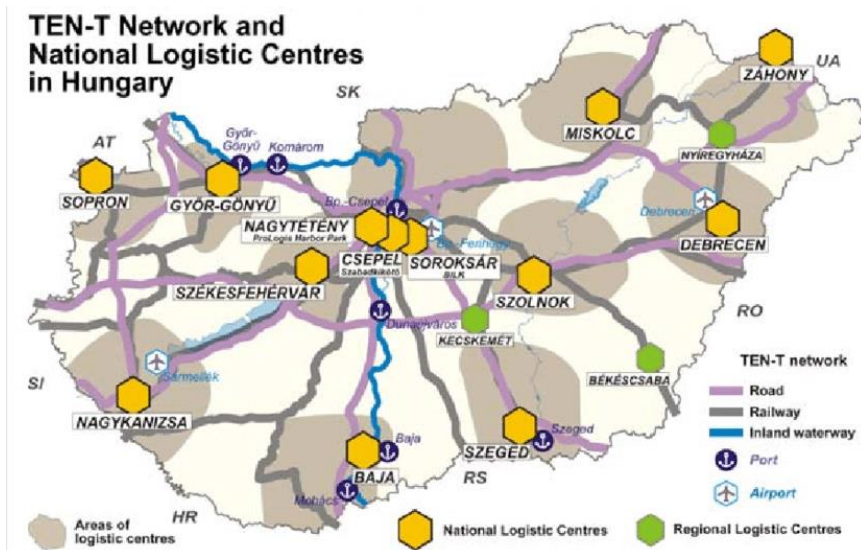 TEN-T Network and
National Logistic Centres
in Hungary
SK
UA
AT
ZÁHONY
MISKOLC
NYÍREGYHÁZA
Győr-
Gönyű
Komárom
SOPRON
GYŐR-GÖNYŰ
Bp.-Csepel
Debrecen
NAGYTÉTÉNY
ProLogis Harbor Park
Bp.-Ferihegy
DEBRECEN
CSEPEL
Szabadkikötő
SOROKSÁR
BILK
SZÉKESFEHÉRVÁR
SZOLNOK
RO
Dunaújváros
KECSKEMÉT
Sármellék
SI
BÉKÉSCSABA
NAGYKANIZSA
TEN-T network
Road
Railway
Inland waterway
Port
Airport
Szeged
SZEGED
Baja
BAJA
RS
Mohács
HR
Areas of
logistic centres
National Logistic Centres
Regional Logistic Centres